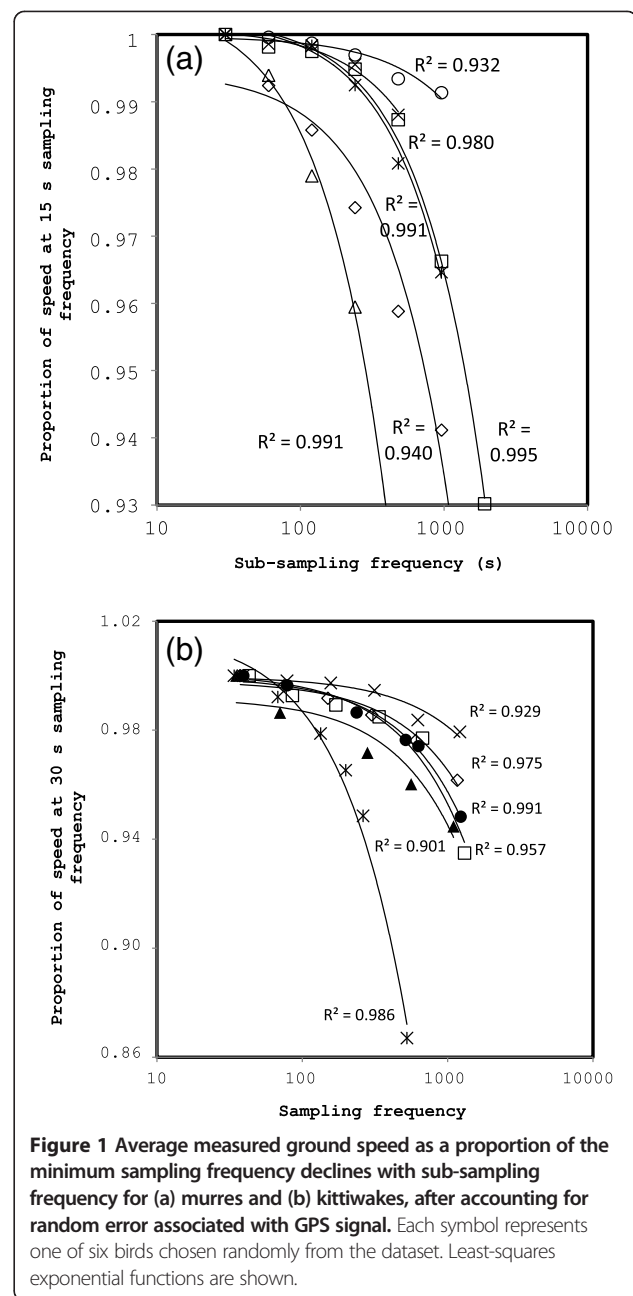 (a)
1
0.99
0.98
0.97
0.96
0.95
0.94
0.93
Proportion of speed at 15 s sampling
frequency
R² = 0.932
R² = 0.980
R² =
0.991
R² = 0.991
R² =
0.940
R² =
0.995
10
100
1000
10000
Sub-sampling frequency (s)
(b)
1.02
0.98
0.94
0.90
0.86
Proportion of speed at 30 s sampling
frequency
R² = 0.929
R² = 0.975
R² = 0.991
R² = 0.901
R² = 0.957
R² = 0.986
10
100
1000
10000
Sampling frequency
Figure 1 Average measured ground speed as a proportion of the
minimum sampling frequency declines with sub-sampling
frequency for (a) murres and (b) kittiwakes, after accounting for
random error associated with GPS signal. Each symbol represents
one of six birds chosen randomly from the dataset. Least-squares
exponential functions are shown.